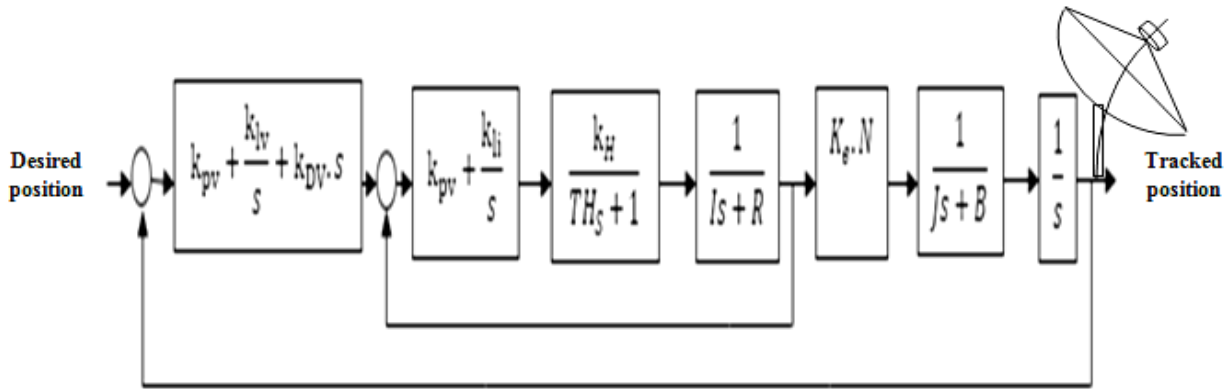 Desired position
k_pv + k_Iv/s + k_DV.s
k_pv + k_Ii/s
k_H/(TH_S + 1)
1/(Is + R)
K_e.N
1/(Js + B)
1/s
Tracked position